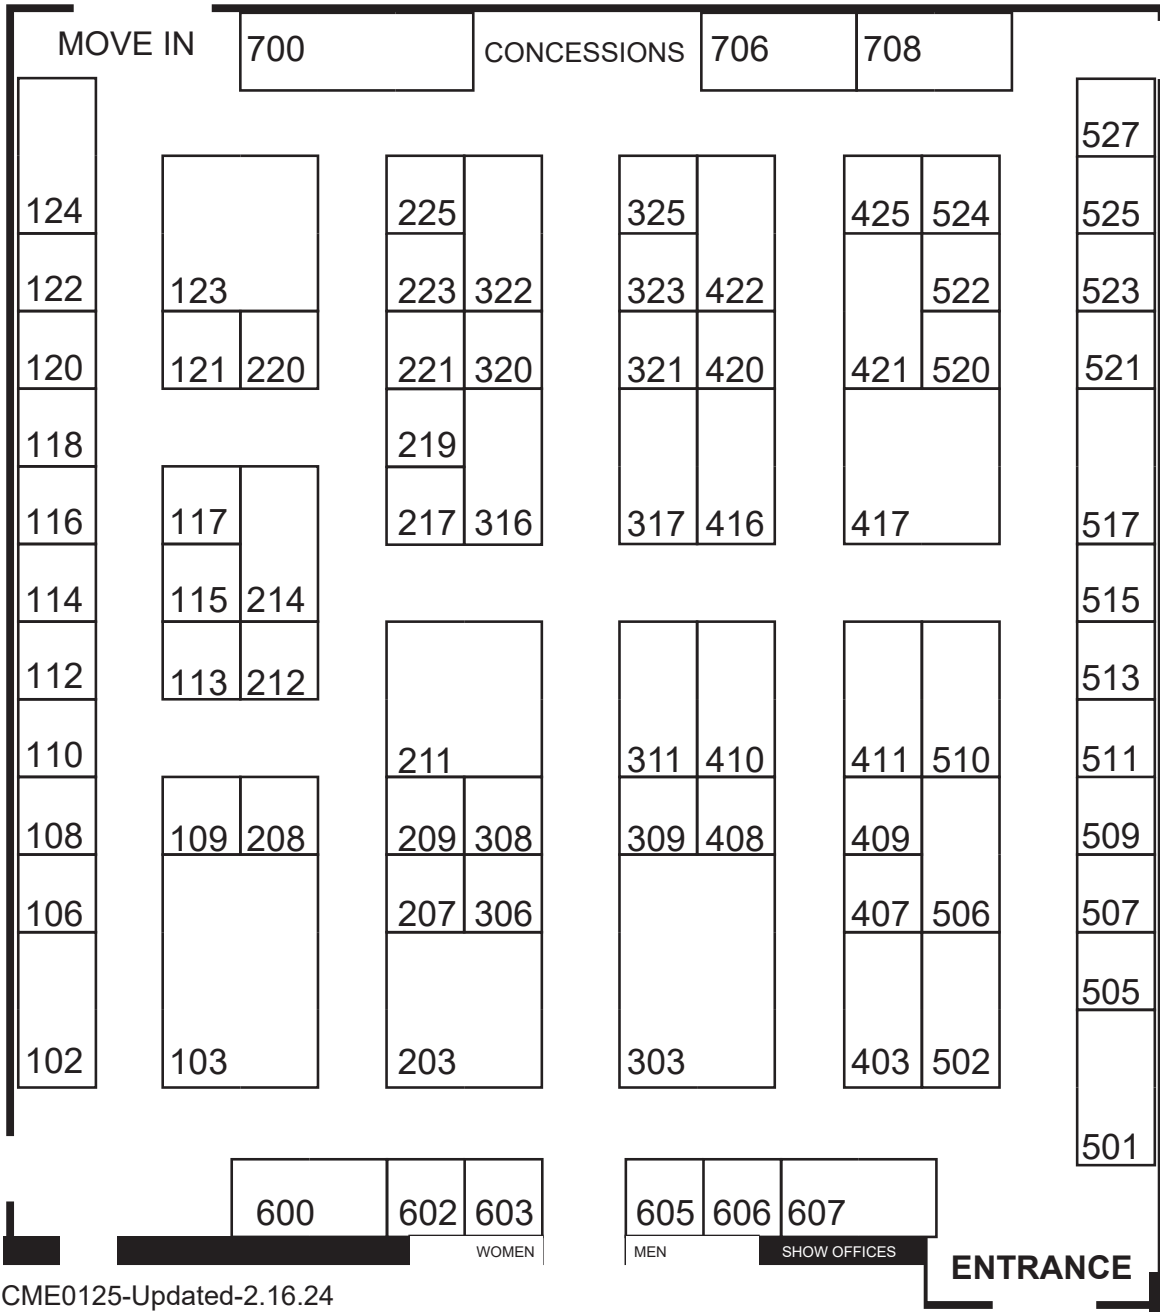 MOVE IN 700 CONCESSIONS 706 708
527
124 225 325 425 524 525
122 123 223 322 323 422 522 523
120 121 220 221 320 321 420 421 520 521
118 219
116 117 217 316 317 416 417 517
114 115 214 515
112 113 212 513
110 211 311 410 411 510 511
108 109 208 209 308 309 408 409 509
106 207 306 407 506 507
505
102 103 203 303 403 502
501
600 602 603 605 606 607
WOMEN MEN SHOW OFFICES
ENTRANCE
CME0125-Updated-2.16.24